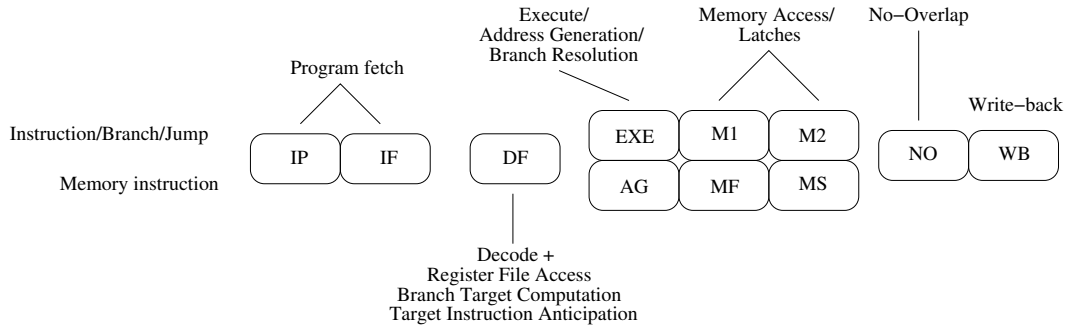 Execute/
Address Generation/
Branch Resolution
Memory Access/
Latches
No−Overlap
Program fetch
Write−back
Instruction/Branch/Jump
IP
IF
DF
EXE
M1
M2
NO
WB
Memory instruction
AG
MF
MS
Decode +
Register File Access
Branch Target Computation
Target Instruction Anticipation